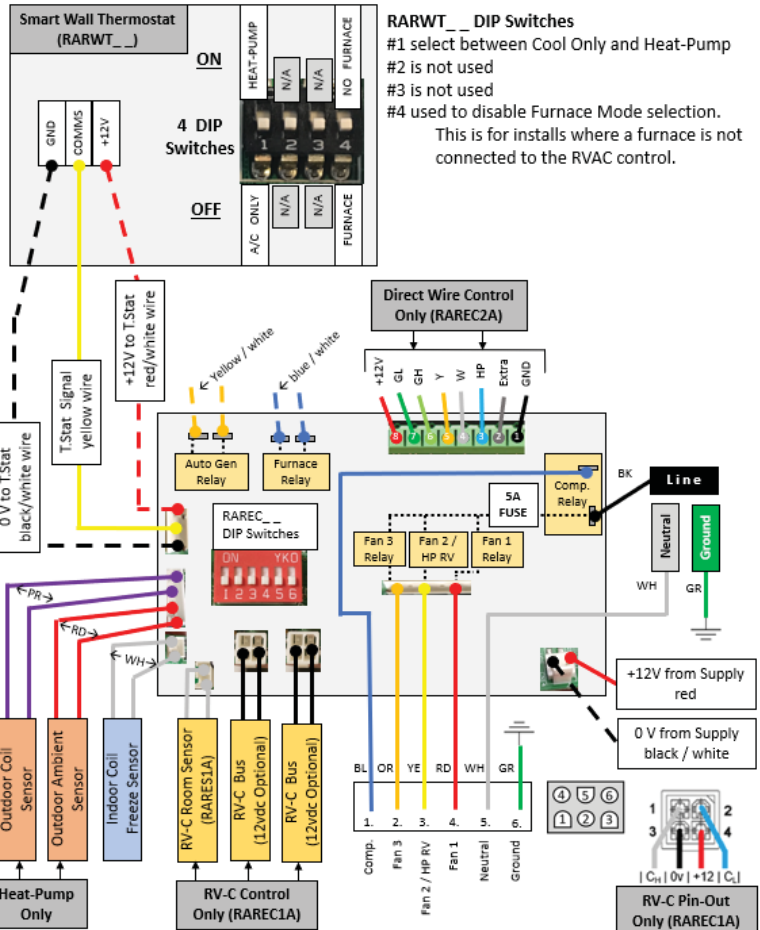 Smart Wall Thermostat
(RARWT_ _)
RARWT_ _ DIP Switches
#1 select between Cool Only and Heat-Pump
#2 is not used
#3 is not used
#4 used to disable Furnace Mode selection.
This is for installs where a furnace is not
connected to the RVAC control.
ON
HEAT-PUMP
N/A
N/A
NO FURNACE
4 DIP
Switches
1 2 3 4
OFF
A/C ONLY
N/A
N/A
FURNACE
GND
COMMS
+12V
0 V to T.Stat
black/white wire
T.Stat Signal
yellow wire
+12V to T.Stat
red/white wire
Yellow / white
blue / white
Direct Wire Control
Only (RAREC2A)
+12V
GL
GH
Y
W
HP
Extra
GND
8 7 6 5 4 3 2 1
Auto Gen
Relay
Furnace
Relay
RAREC_ _
DIP Switches
ON YKD
1 2 3 4 5 6
5A
FUSE
Comp.
Relay
Fan 3
Relay
Fan 2 /
HP RV
Fan 1
Relay
BK
Line
Neutral
Ground
WH
GR
PR
RD
WH
+12V from Supply
red
0 V from Supply
black / white
Outdoor Coil
Sensor
Outdoor Ambient
Sensor
Indoor Coil
Freeze Sensor
RV-C Room Sensor
(RARES1A)
RV-C Bus
(12vdc Optional)
RV-C Bus
(12vdc Optional)
Heat-Pump
Only
RV-C Control
Only (RAREC1A)
BL OR YE RD WH GR
1. 2. 3. 4. 5. 6.
Comp.
Fan 3
Fan 2 / HP RV
Fan 1
Neutral
Ground
4 5 6
1 2 3
1 2
3 4
| CH | 0v | +12 | CL |
RV-C Pin-Out
Only (RAREC1A)